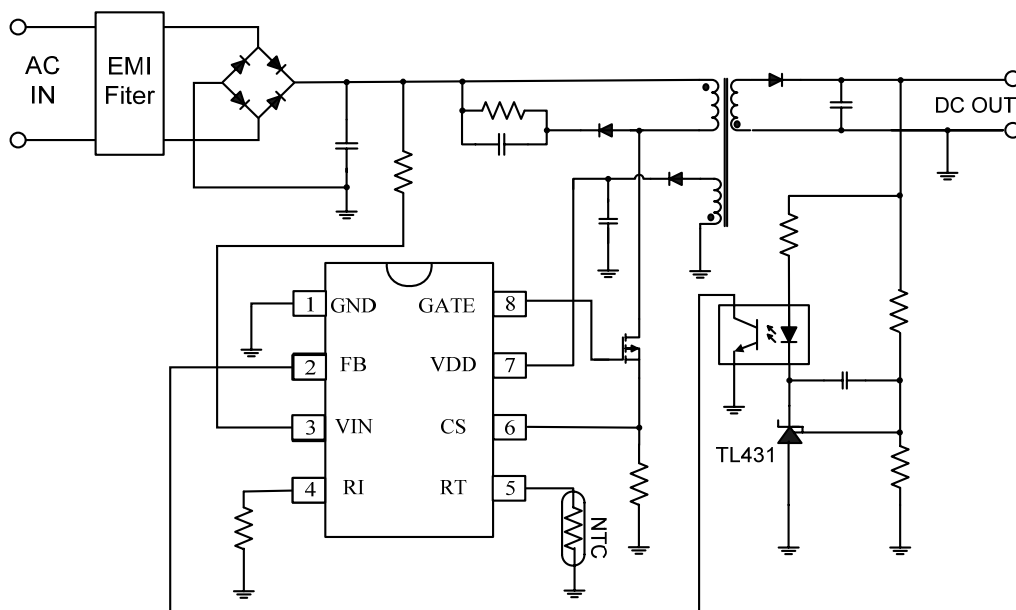 AC
IN
EMI
Fiter
DC OUT
1 GND
GATE 8
2 FB
VDD 7
3 VIN
CS 6
4 RI
RT 5
NTC
TL431